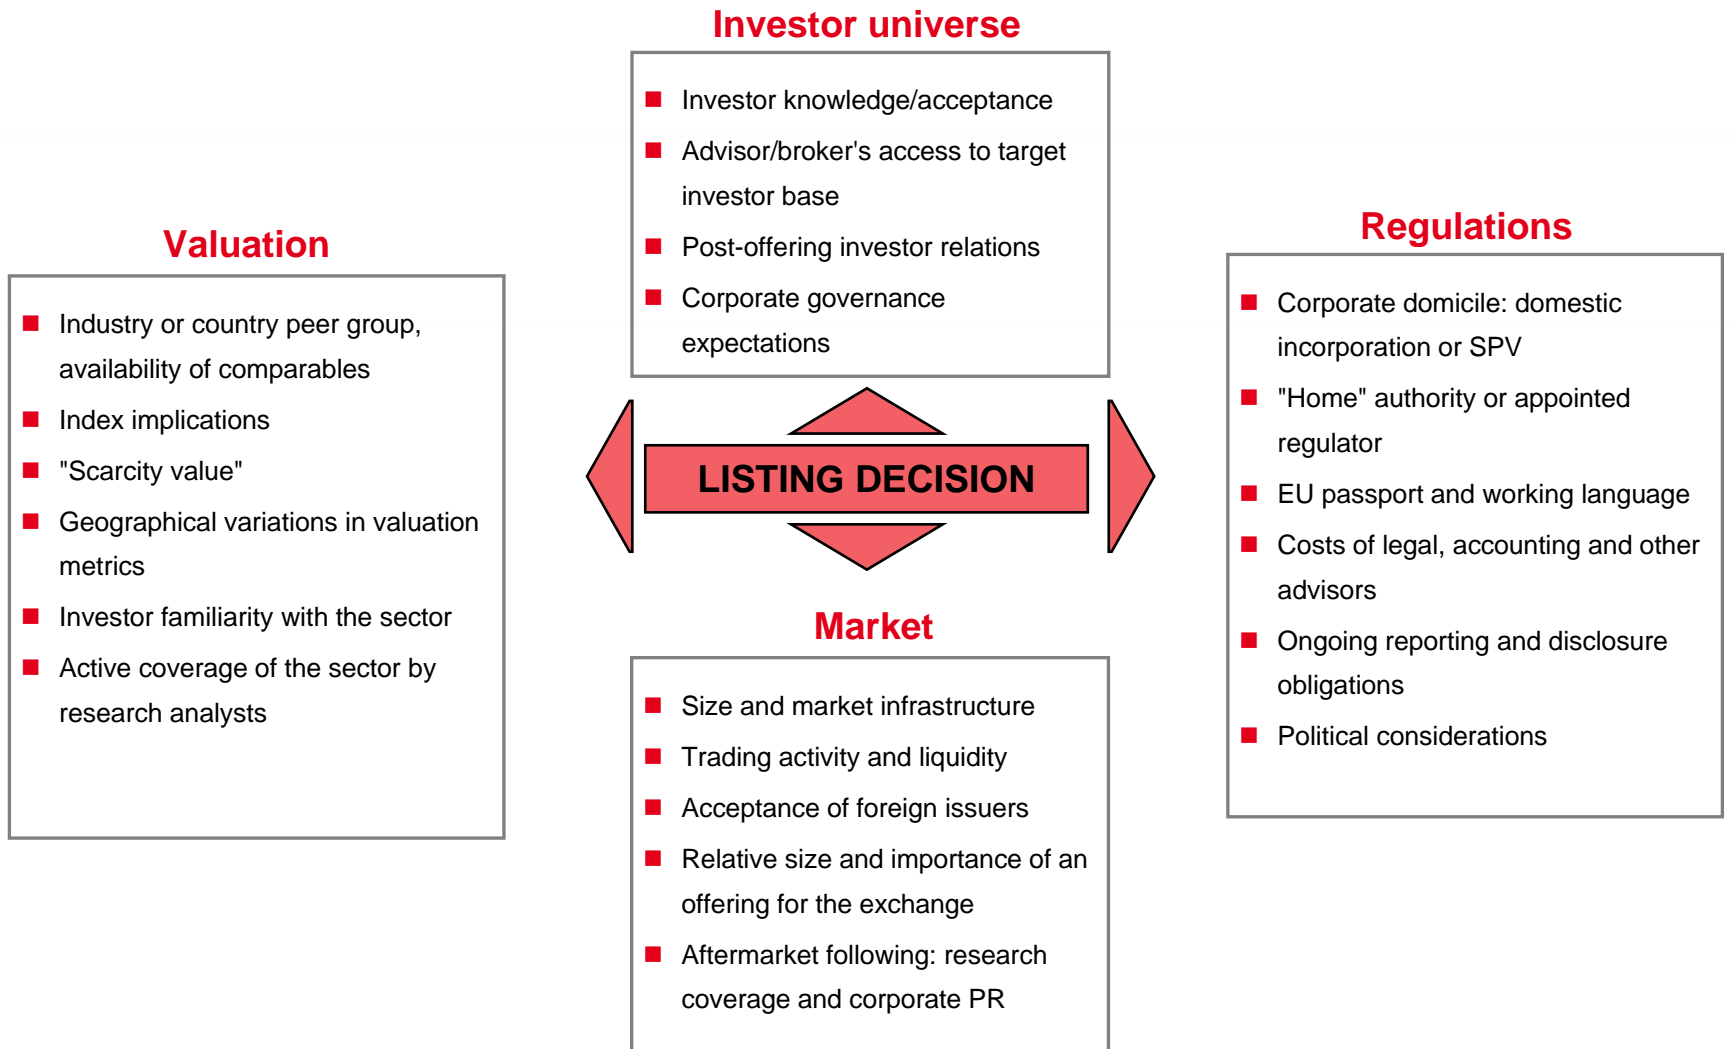 Investor universe
Investor knowledge/acceptance
Advisor/broker's access to target
investor base
Post-offering investor relations
Corporate governance
expectations
Valuation
Industry or country peer group,
availability of comparables
Index implications
"Scarcity value"
Geographical variations in valuation
metrics
Investor familiarity with the sector
Active coverage of the sector by
research analysts
LISTING DECISION
Regulations
Corporate domicile: domestic
incorporation or SPV
"Home" authority or appointed
regulator
EU passport and working language
Costs of legal, accounting and other
advisors
Ongoing reporting and disclosure
obligations
Political considerations
Market
Size and market infrastructure
Trading activity and liquidity
Acceptance of foreign issuers
Relative size and importance of an
offering for the exchange
Aftermarket following: research
coverage and corporate PR